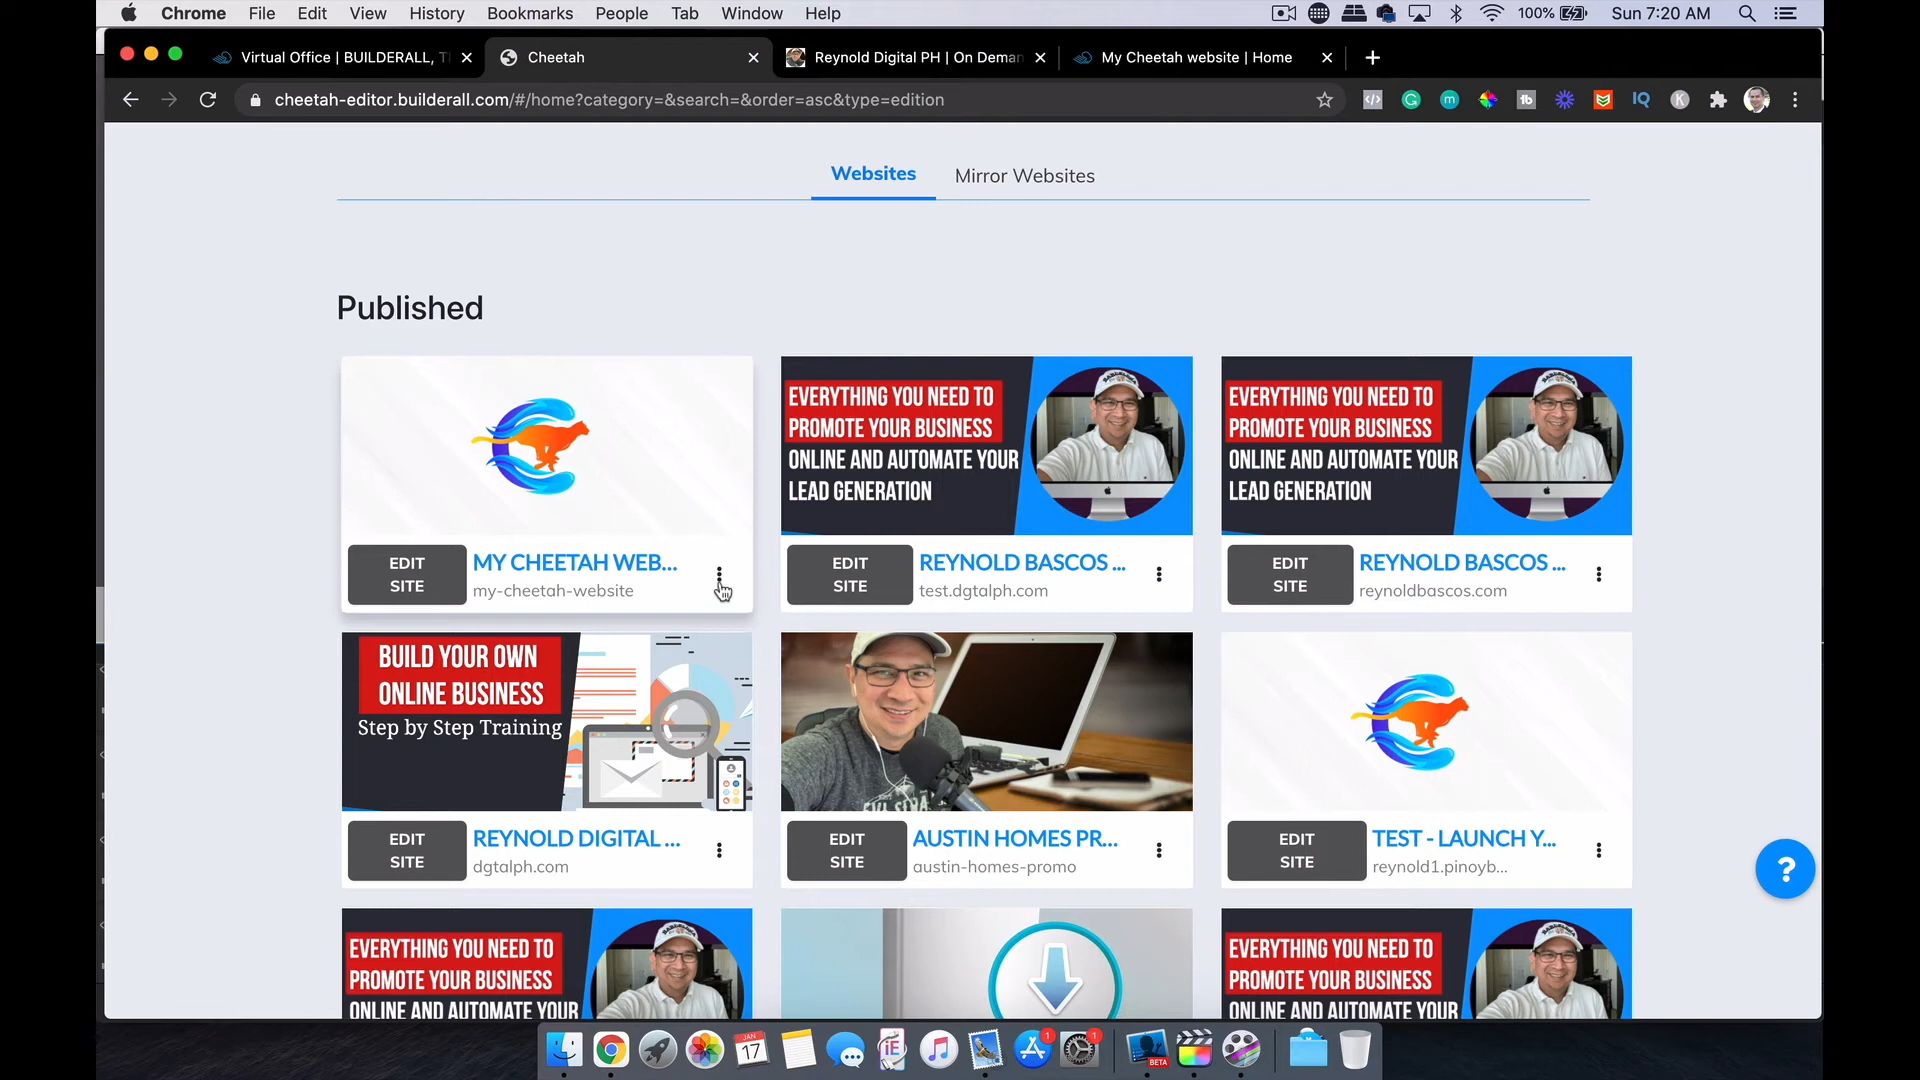 Chrome File Edit View History Bookmarks People Tab Window Help 100% Sun 7:20 AM
Virtual Office | BUILDERALL, T Cheetah Reynold Digital PH | On Deman My Cheetah website | Home
cheetah-editor.builderall.com/#/home?category=&search=&order=asc&type=edition
Websites Mirror Websites
Published
EVERYTHING YOU NEED TO
PROMOTE YOUR BUSINESS
ONLINE AND AUTOMATE YOUR
LEAD GENERATION
EVERYTHING YOU NEED TO
PROMOTE YOUR BUSINESS
ONLINE AND AUTOMATE YOUR
LEAD GENERATION
EDIT
SITE
MY CHEETAH WEB...
my-cheetah-website
EDIT
SITE
REYNOLD BASCOS ...
test.dgtalph.com
EDIT
SITE
REYNOLD BASCOS ...
reynoldbascos.com
BUILD YOUR OWN
ONLINE BUSINESS
Step by Step Training
EDIT
SITE
REYNOLD DIGITAL ...
dgtalph.com
EDIT
SITE
AUSTIN HOMES PR...
austin-homes-promo
EDIT
SITE
TEST - LAUNCH Y...
reynold1.pinoyb...
?
EVERYTHING YOU NEED TO
PROMOTE YOUR BUSINESS
ONLINE AND AUTOMATE YOUR
EVERYTHING YOU NEED TO
PROMOTE YOUR BUSINESS
ONLINE AND AUTOMATE YOUR
JAN
17
iE
1
1
BETA